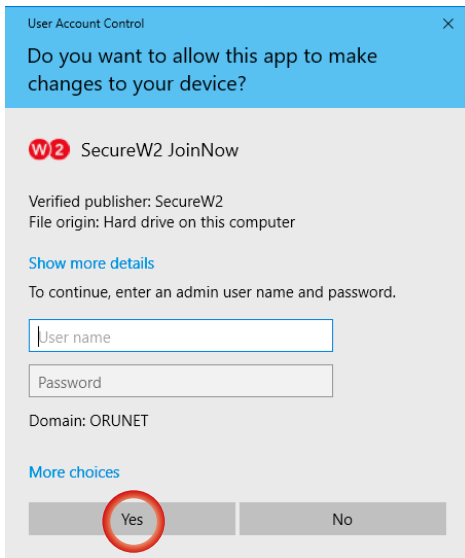 User Account Control
Do you want to allow this app to make
changes to your device?
W2 SecureW2 JoinNow
Verified publisher: SecureW2
File origin: Hard drive on this computer
Show more details
To continue, enter an admin user name and password.
User name
Password
Domain: ORUNET
More choices
Yes No